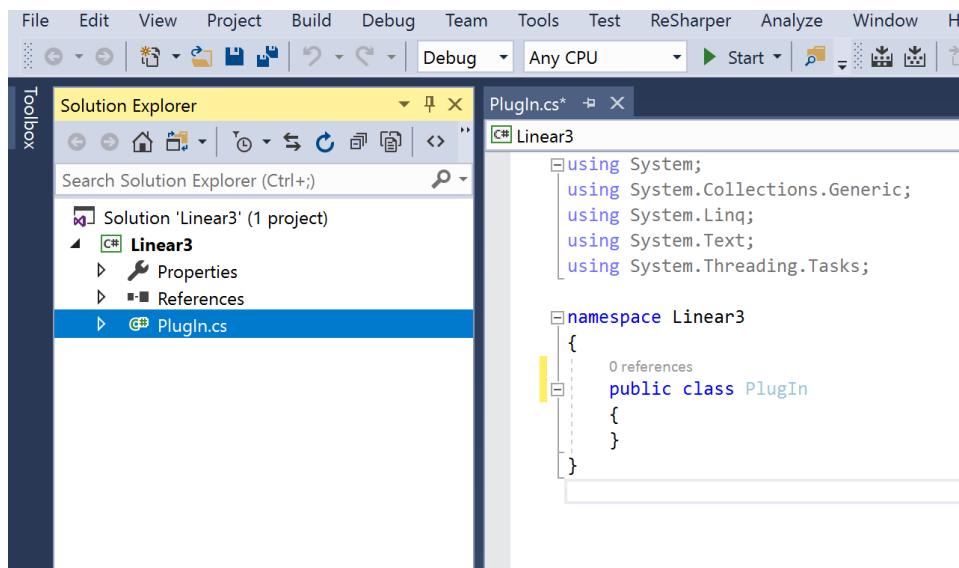 File Edit View Project Build Debug Team Tools Test ReSharper Analyze Window
Debug Any CPU Start
Toolbox
Solution Explorer
Search Solution Explorer (Ctrl+;)
Solution 'Linear3' (1 project)
C# Linear3
Properties
References
C# PlugIn.cs
PlugIn.cs*
C# Linear3
using System;
using System.Collections.Generic;
using System.Linq;
using System.Text;
using System.Threading.Tasks;
namespace Linear3
{
0 references
public class PlugIn
{
}
}